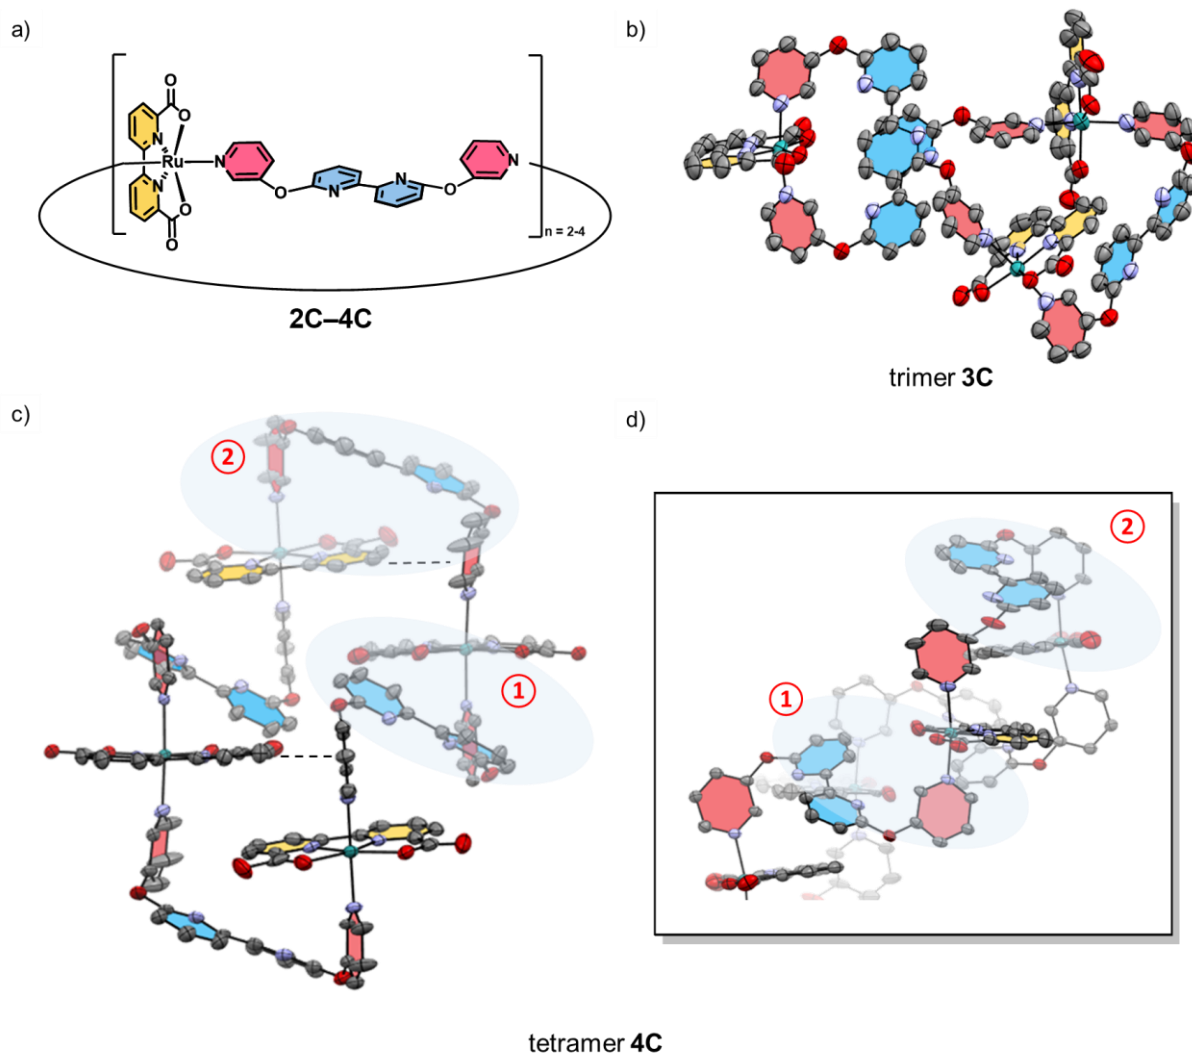 a)
b)
O
O
N
Ru
N
N
O
O
O
N
N
O
N
n = 2-4
2C–4C
trimer 3C
c)
d)
2
1
2
1
tetramer 4C